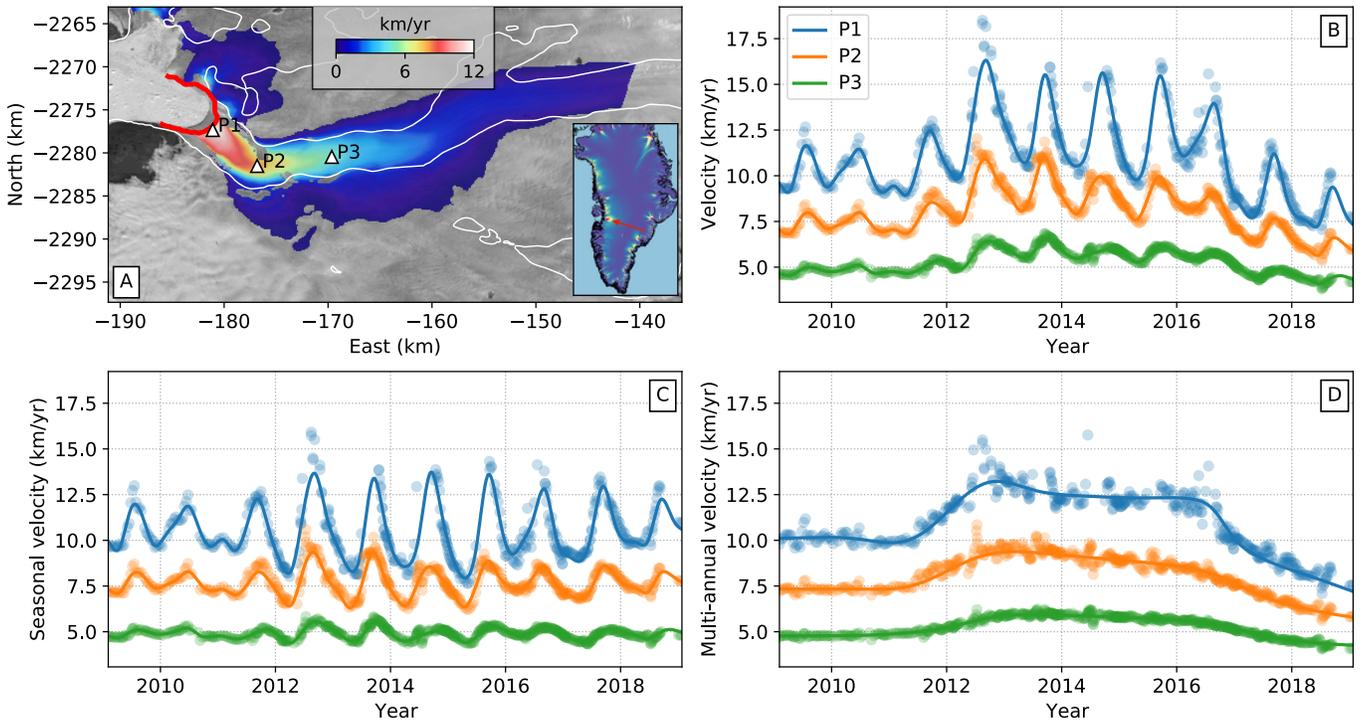 −2265
−2270
−2275
−2280
−2285
−2290
−2295
North (km)
km/yr
0 6 12
P1
P2
P3
A
−190 −180 −170 −160 −150 −140
East (km)
17.5
15.0
12.5
10.0
7.5
5.0
Velocity (km/yr)
P1
P2
P3
B
2010 2012 2014 2016 2018
Year
17.5
15.0
12.5
10.0
7.5
5.0
Seasonal velocity (km/yr)
C
2010 2012 2014 2016 2018
Year
17.5
15.0
12.5
10.0
7.5
5.0
Multi-annual velocity (km/yr)
D
2010 2012 2014 2016 2018
Year